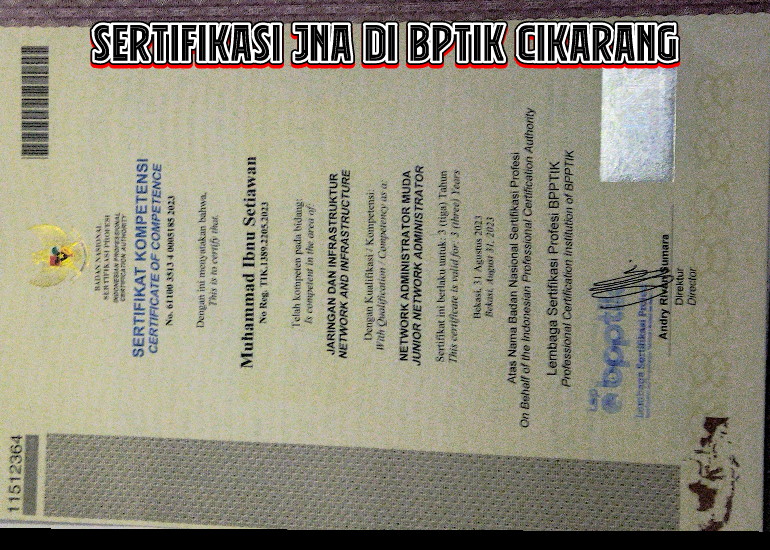 SERTIFIKASI JNA DI BPTIK CIKARANG
11512364
BADAN NASIONAL
SERTIFIKASI PROFESI
INDONESIAN PROFESSIONAL
CERTIFICATION AUTHORITY
SERTIFIKAT KOMPETENSI
CERTIFICATE OF COMPETENCE
No. 61100 3513 4 0005185 2023
Dengan ini menyatakan bahwa,
This is to certify that,
Muhammad Ibnu Setiawan
No Reg. TIK.1389.2205.2023
Telah kompeten pada bidang:
Is competent in the area of:
JARINGAN DAN INFRASTRUKTUR
NETWORK AND INFRASTRUCTURE
Dengan Kualifikasi / Kompetensi:
With Qualification / Competency as a:
NETWORK ADMINISTRATOR MUDA
JUNIOR NETWORK ADMINISTRATOR
Sertifikat ini berlaku untuk: 3 (tiga) Tahun
This certificate is valid for: 3 (three) Years
Bekasi, 31 Agustus 2023
Bekasi, August 31, 2023
Atas Nama Badan Nasional Sertifikasi Profesi
On Behalf of the Indonesian Professional Certification Authority
Lembaga Sertifikasi Profesi BPPTIK
Professional Certification Institution of BPPTIK
Lsp
bpptik
Lembaga Sertifikasi
Andry
Direktur
Director